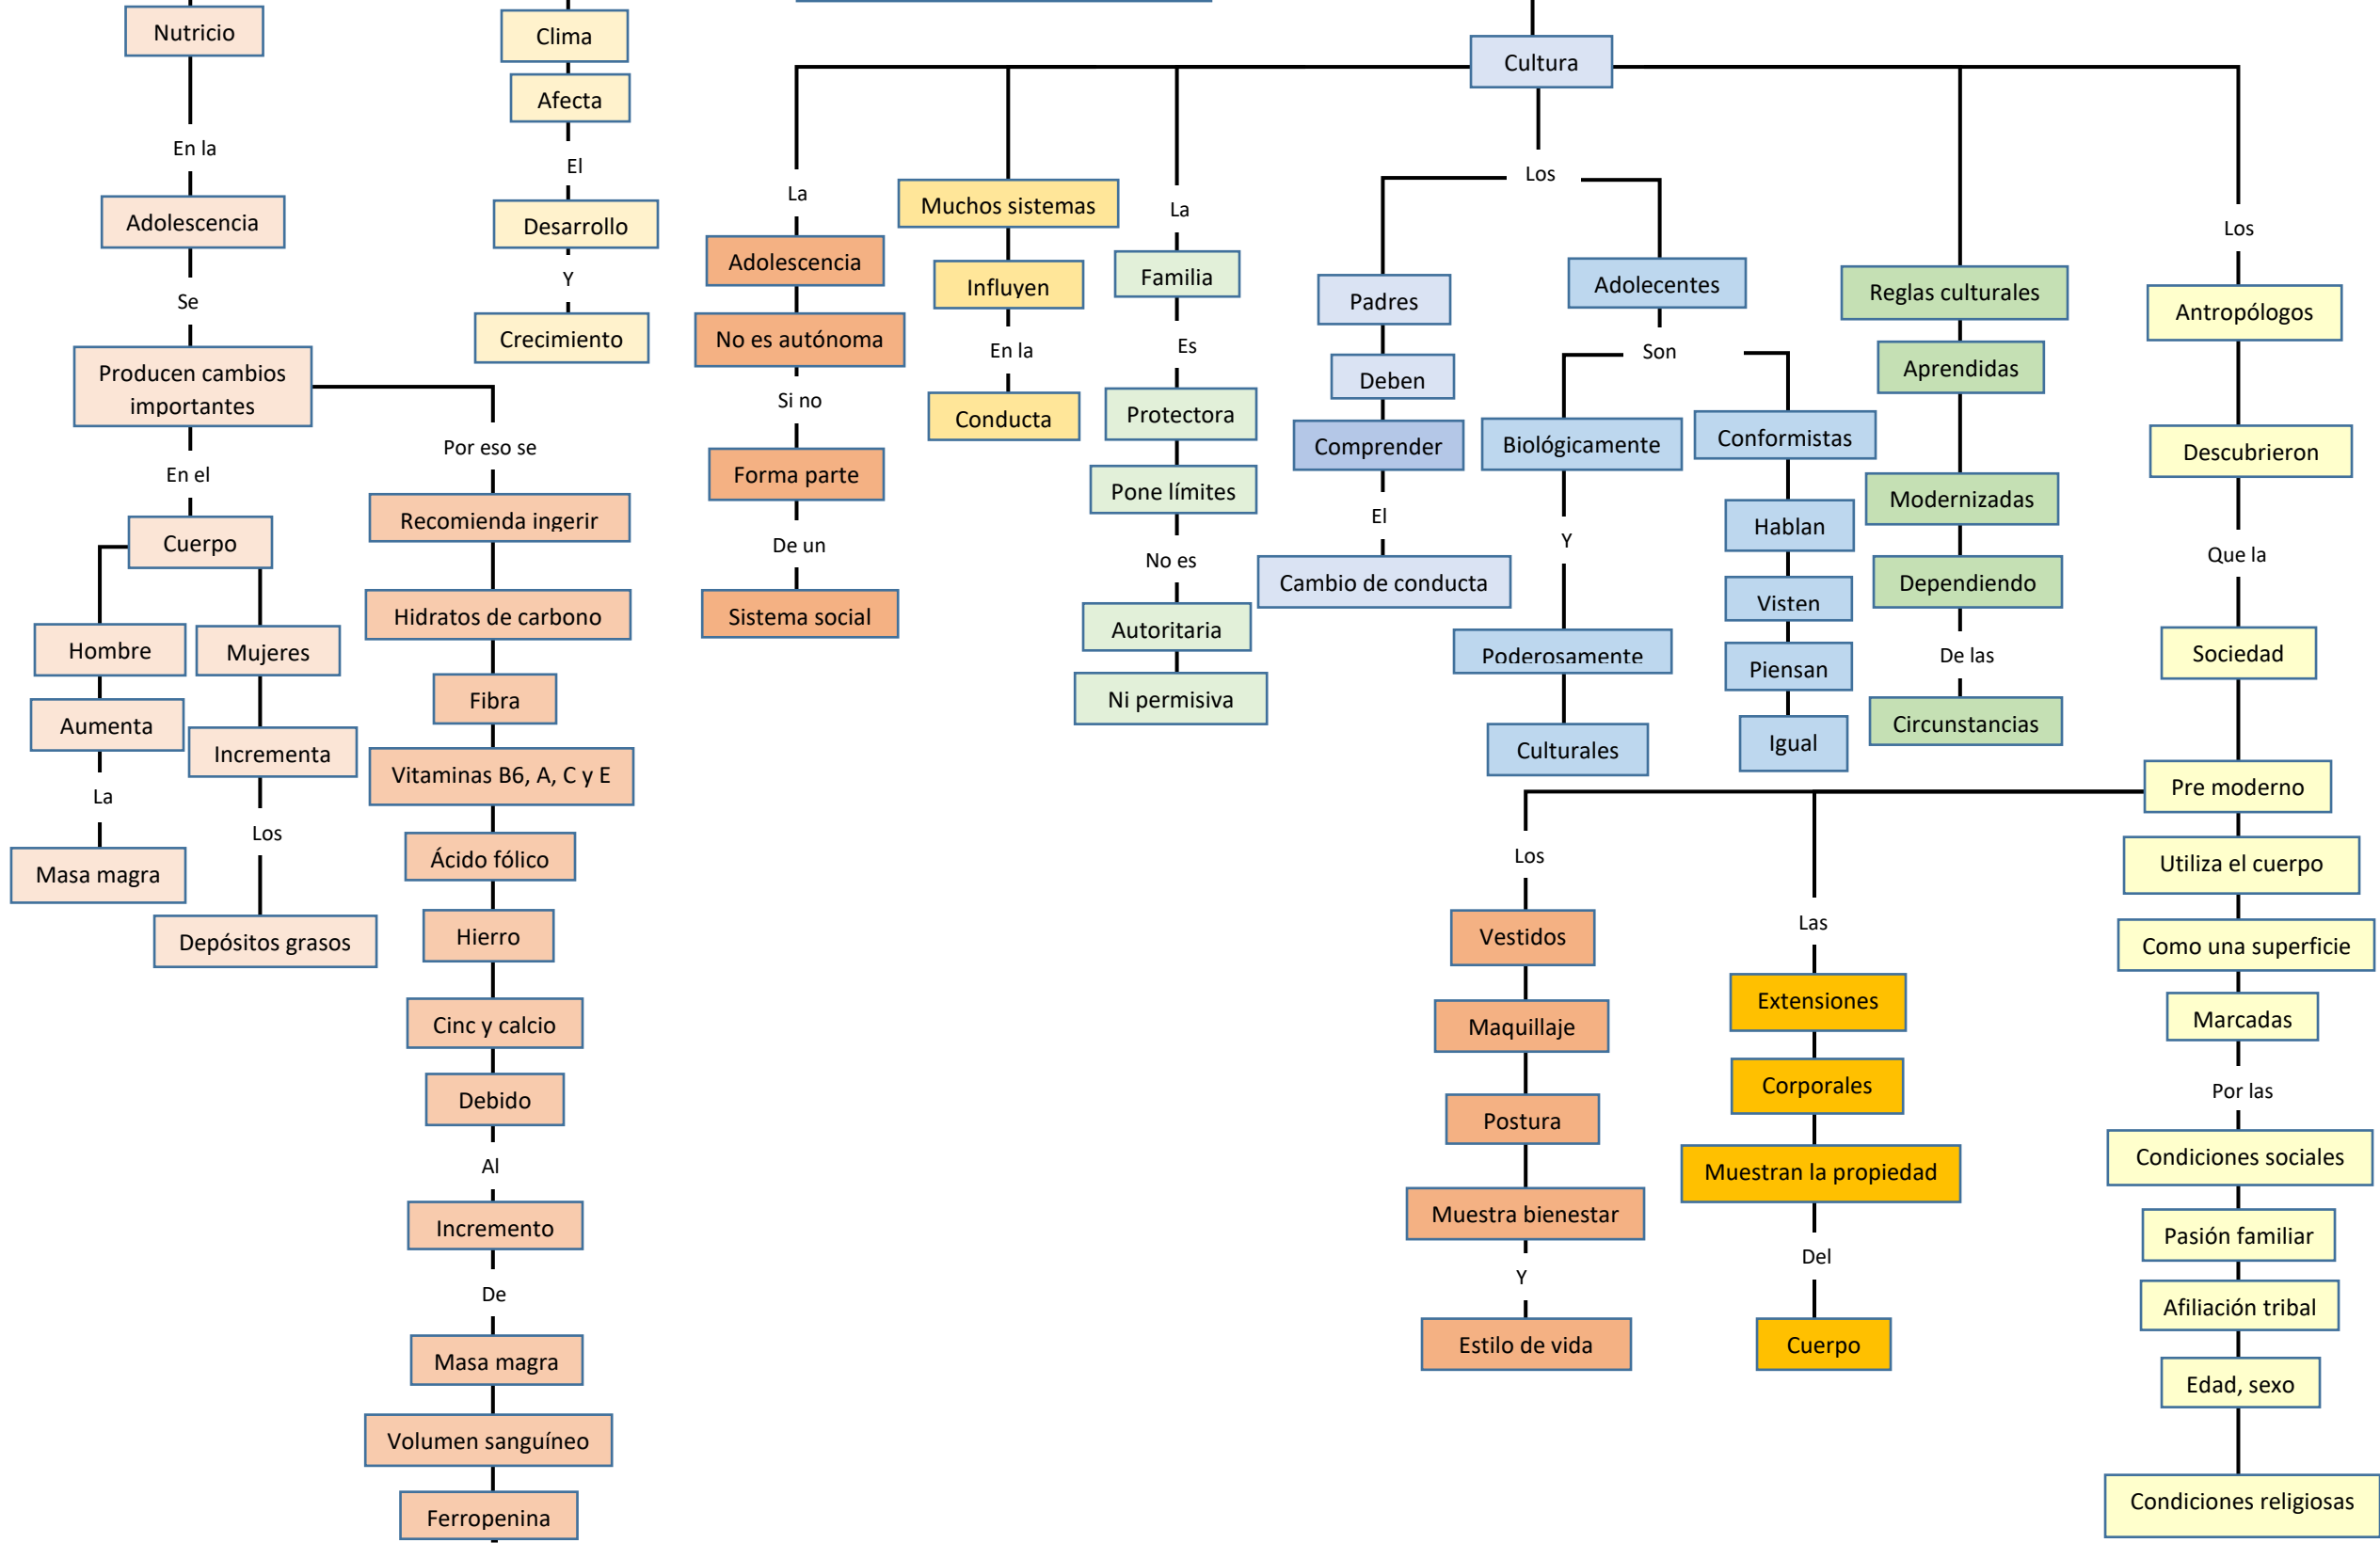 Nutricio
En la
Adolescencia
Se
Producen cambios
importantes
En el
Cuerpo
Hombre
Aumenta
La
Masa magra
Mujeres
Incrementa
Los
Depósitos grasos
Por eso se
Recomienda ingerir
Hidratos de carbono
Fibra
Vitaminas B6, A, C y E
Ácido fólico
Hierro
Cinc y calcio
Debido
Al
Incremento
De
Masa magra
Volumen sanguíneo
Ferropenina
Clima
Afecta
El
Desarrollo
Y
Crecimiento
Cultura
La
Adolescencia
No es autónoma
Si no
Forma parte
De un
Sistema social
Muchos sistemas
Influyen
En la
Conducta
La
Familia
Es
Protectora
Pone límites
No es
Autoritaria
Ni permisiva
Los
Padres
Deben
Comprender
El
Cambio de conducta
Adolecentes
Son
Biológicamente
Y
Poderosamente
Culturales
Conformistas
Hablan
Visten
Piensan
Igual
Reglas culturales
Aprendidas
Modernizadas
Dependiendo
De las
Circunstancias
Los
Antropólogos
Descubrieron
Que la
Sociedad
Pre moderno
Los
Vestidos
Maquillaje
Postura
Muestra bienestar
Y
Estilo de vida
Las
Extensiones
Corporales
Muestran la propiedad
Del
Cuerpo
Utiliza el cuerpo
Como una superficie
Marcadas
Por las
Condiciones sociales
Pasión familiar
Afiliación tribal
Edad, sexo
Condiciones religiosas